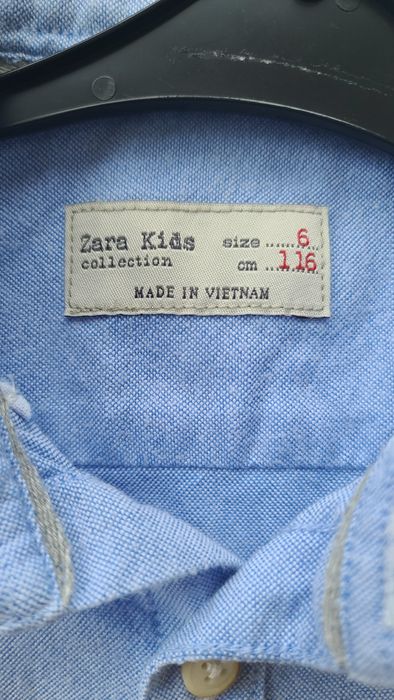 Zara Kids size ......... 6
collection cm ......... 116
MADE IN VIETNAM